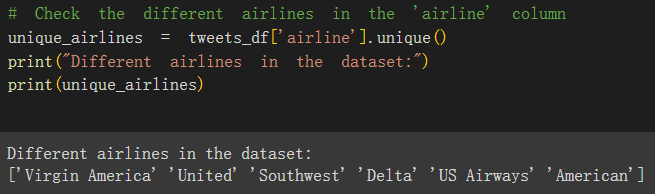 # Check the different airlines in the 'airline' column
unique_airlines = tweets_df['airline'].unique()
print("Different airlines in the dataset:")
print(unique_airlines)
Different airlines in the dataset:
['Virgin America' 'United' 'Southwest' 'Delta' 'US Airways' 'American']